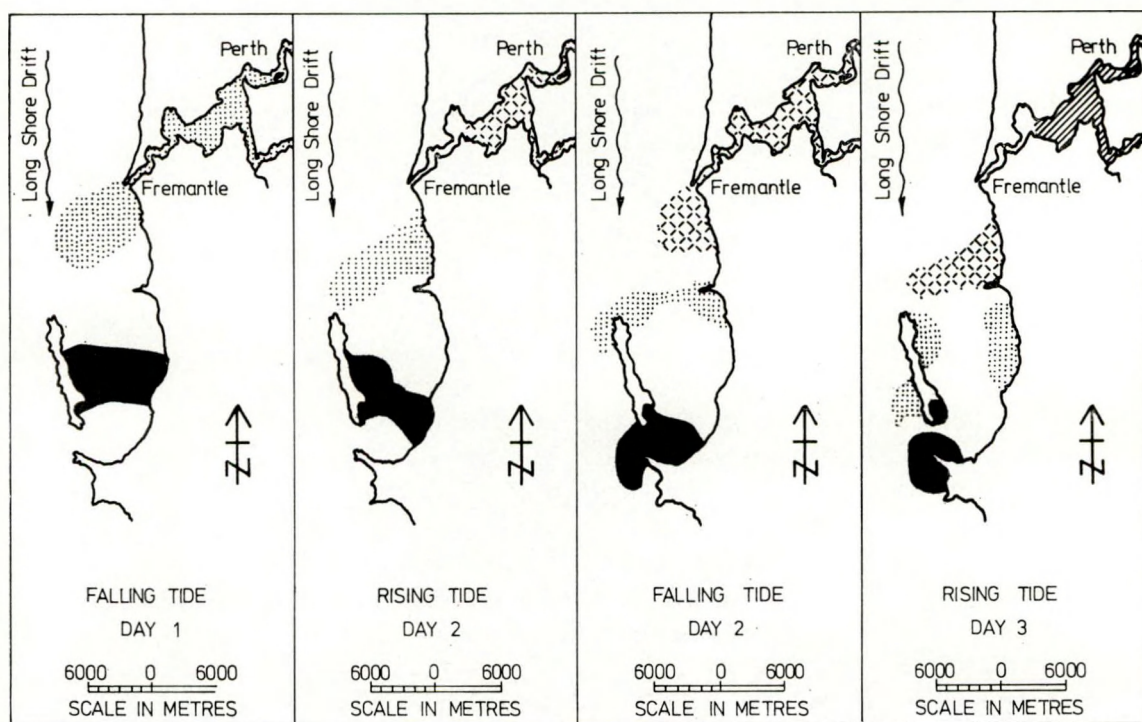 Long Shore Drift
Perth
Fremantle
N
FALLING TIDE
DAY 1
6000 0 6000
SCALE IN METRES
Long Shore Drift
Perth
Fremantle
N
RISING TIDE
DAY 2
6000 0 6000
SCALE IN METRES
Long Shore Drift
Perth
Fremantle
N
FALLING TIDE
DAY 2
6000 0 6000
SCALE IN METRES
Long Shore Drift
Perth
Fremantle
N
RISING TIDE
DAY 3
6000 0 6000
SCALE IN METRES